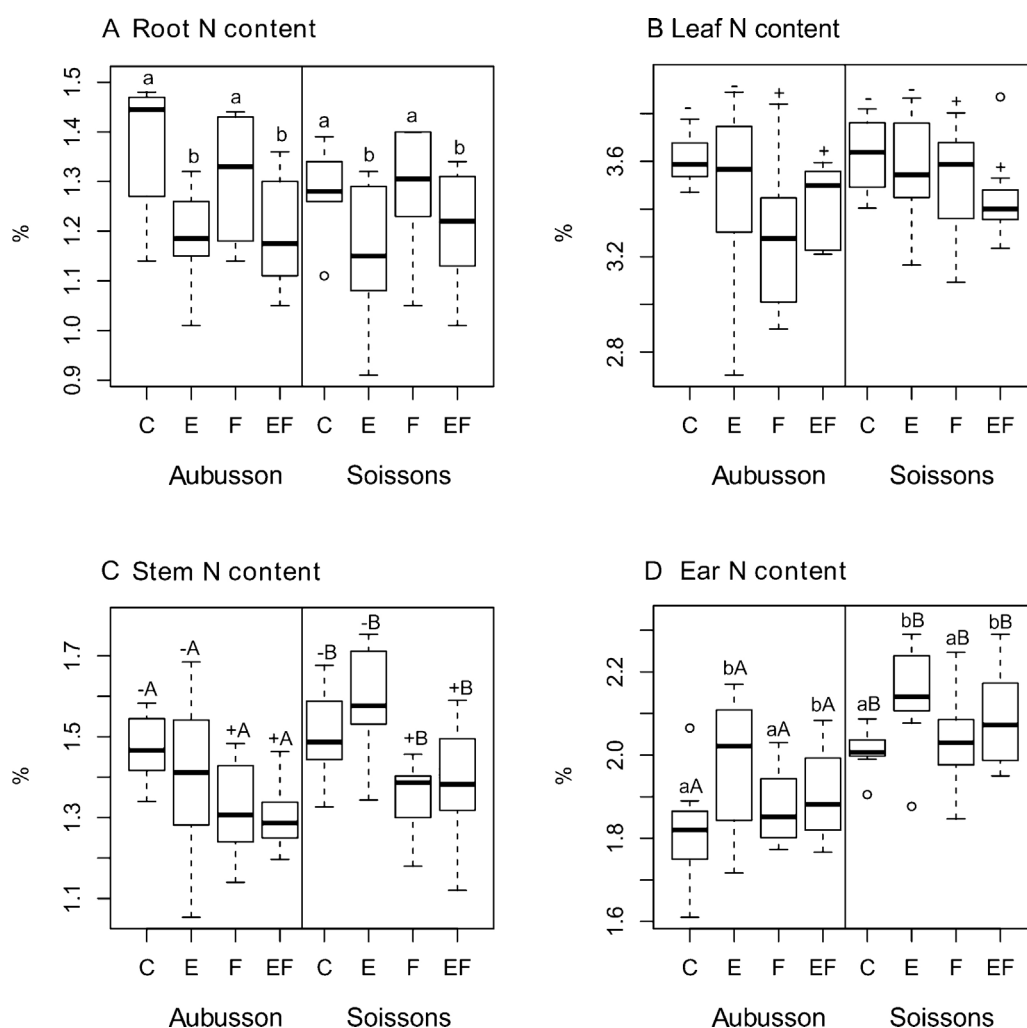 A Root N content
%
1.5
1.4
1.3
1.2
1.1
1.0
0.9
a
b
a
b
a
b
a
b
C E F EF C E F EF
Aubusson Soissons
B Leaf N content
%
3.6
3.2
2.8
-
-
+
+
-
-
+
+
C E F EF C E F EF
Aubusson Soissons
C Stem N content
%
1.7
1.5
1.3
1.1
-A
-A
+A
+A
-B
-B
+B
+B
C E F EF C E F EF
Aubusson Soissons
D Ear N content
%
2.2
2.0
1.8
1.6
aA
bA
aA
bA
aB
bB
aB
bB
C E F EF C E F EF
Aubusson Soissons